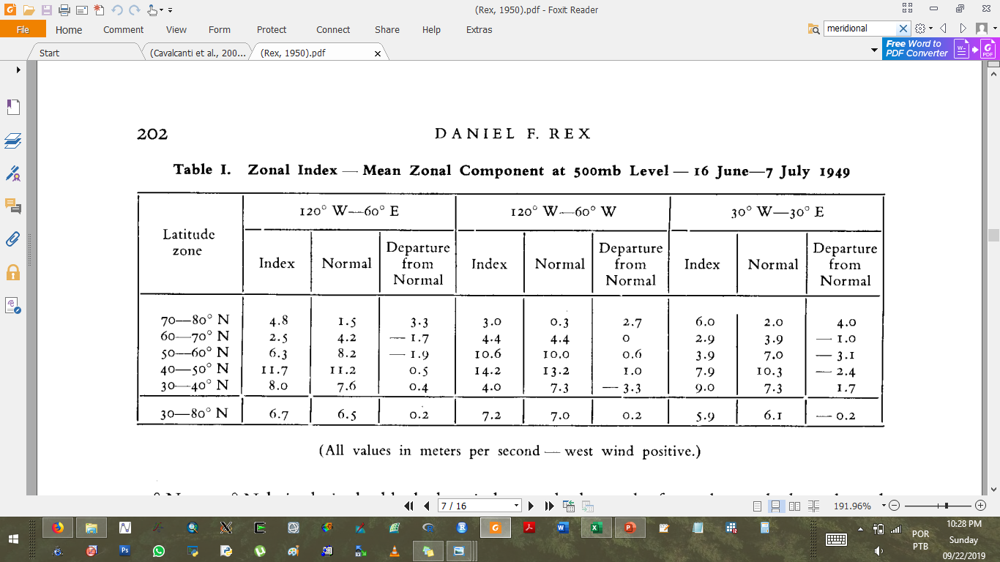 (Rex, 1950).pdf - Foxit Reader
File Home Comment View Form Protect Connect Share Help Extras meridional
Start (Cavalcanti et al., 200... (Rex, 1950).pdf
Free Word to
PDF Converter
202 DANIEL F. REX
Table I. Zonal Index — Mean Zonal Component at 500mb Level — 16 June—7 July 1949
Latitude zone 120° W—60° E 120° W—60° W 30° W—30° E
Index Normal Departure from Normal Index Normal Departure from Normal Index Normal Departure from Normal
70—80° N 4.8 1.5 3.3 3.0 0.3 2.7 6.0 2.0 4.0
60—70° N 2.5 4.2 — 1.7 4.4 4.4 0 2.9 3.9 — 1.0
50—60° N 6.3 8.2 — 1.9 10.6 10.0 0.6 3.9 7.0 — 3.1
40—50° N 11.7 11.2 0.5 14.2 13.2 1.0 7.9 10.3 — 2.4
30—40° N 8.0 7.6 0.4 4.0 7.3 — 3.3 9.0 7.3 1.7
30—80° N 6.7 6.5 0.2 7.2 7.0 0.2 5.9 6.1 — 0.2
(All values in meters per second — west wind positive.)
7 / 16 191.96%
10:28 PM
POR
PTB
Sunday
09/22/2019